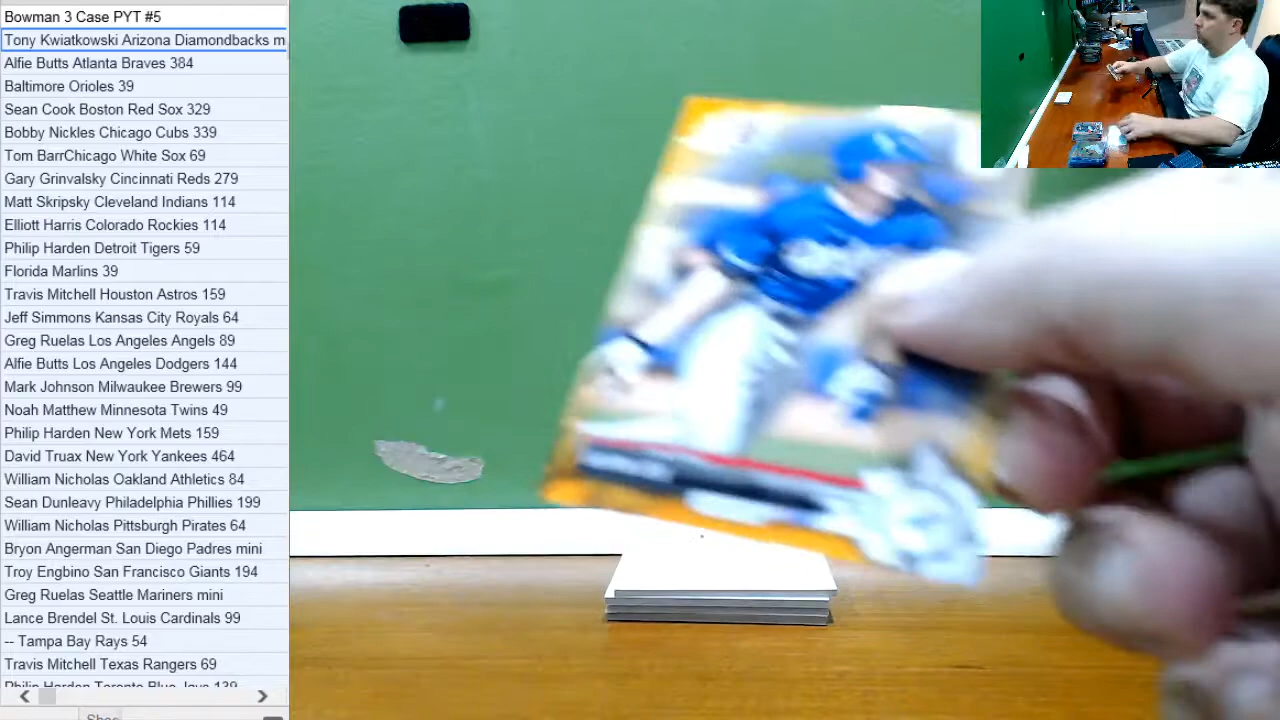 Bowman 3 Case PYT #5
Tony Kwiatkowski Arizona Diamondbacks m
Alfie Butts Atlanta Braves 384
Baltimore Orioles 39
Sean Cook Boston Red Sox 329
Bobby Nickles Chicago Cubs 339
Tom BarrChicago White Sox 69
Gary Grinvalsky Cincinnati Reds 279
Matt Skripsky Cleveland Indians 114
Elliott Harris Colorado Rockies 114
Philip Harden Detroit Tigers 59
Florida Marlins 39
Travis Mitchell Houston Astros 159
Jeff Simmons Kansas City Royals 64
Greg Ruelas Los Angeles Angels 89
Alfie Butts Los Angeles Dodgers 144
Mark Johnson Milwaukee Brewers 99
Noah Matthew Minnesota Twins 49
Philip Harden New York Mets 159
David Truax New York Yankees 464
William Nicholas Oakland Athletics 84
Sean Dunleavy Philadelphia Phillies 199
William Nicholas Pittsburgh Pirates 64
Bryon Angerman San Diego Padres mini
Troy Engbino San Francisco Giants 194
Greg Ruelas Seattle Mariners mini
Lance Brendel St. Louis Cardinals 99
-- Tampa Bay Rays 54
Travis Mitchell Texas Rangers 69
Philip Harden Toronto Blue Jays 139